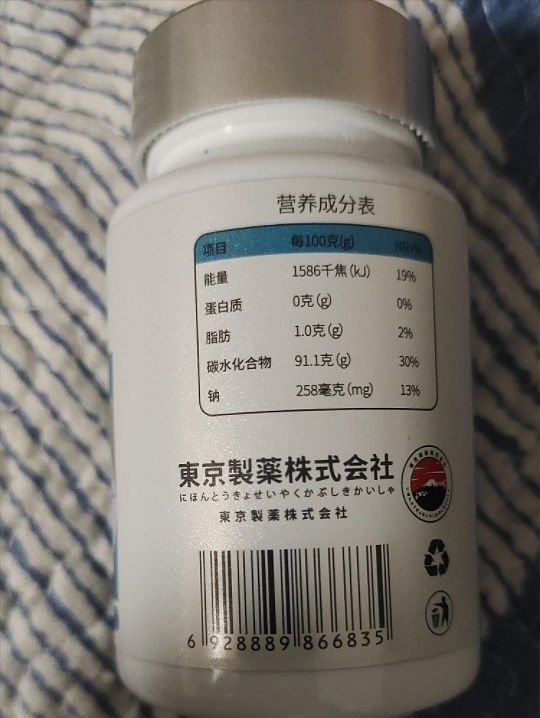 营养成分表
项目 每100克(g) NRV%
能量 1586千焦(kJ) 19%
蛋白质 0克(g) 0%
脂肪 1.0克(g) 2%
碳水化合物 91.1克(g) 30%
钠 258毫克(mg) 13%
東京製薬株式会社
にほんとうきょせいやくかぶしきかいしゃ
東京製薬株式会社
6 928889 866835